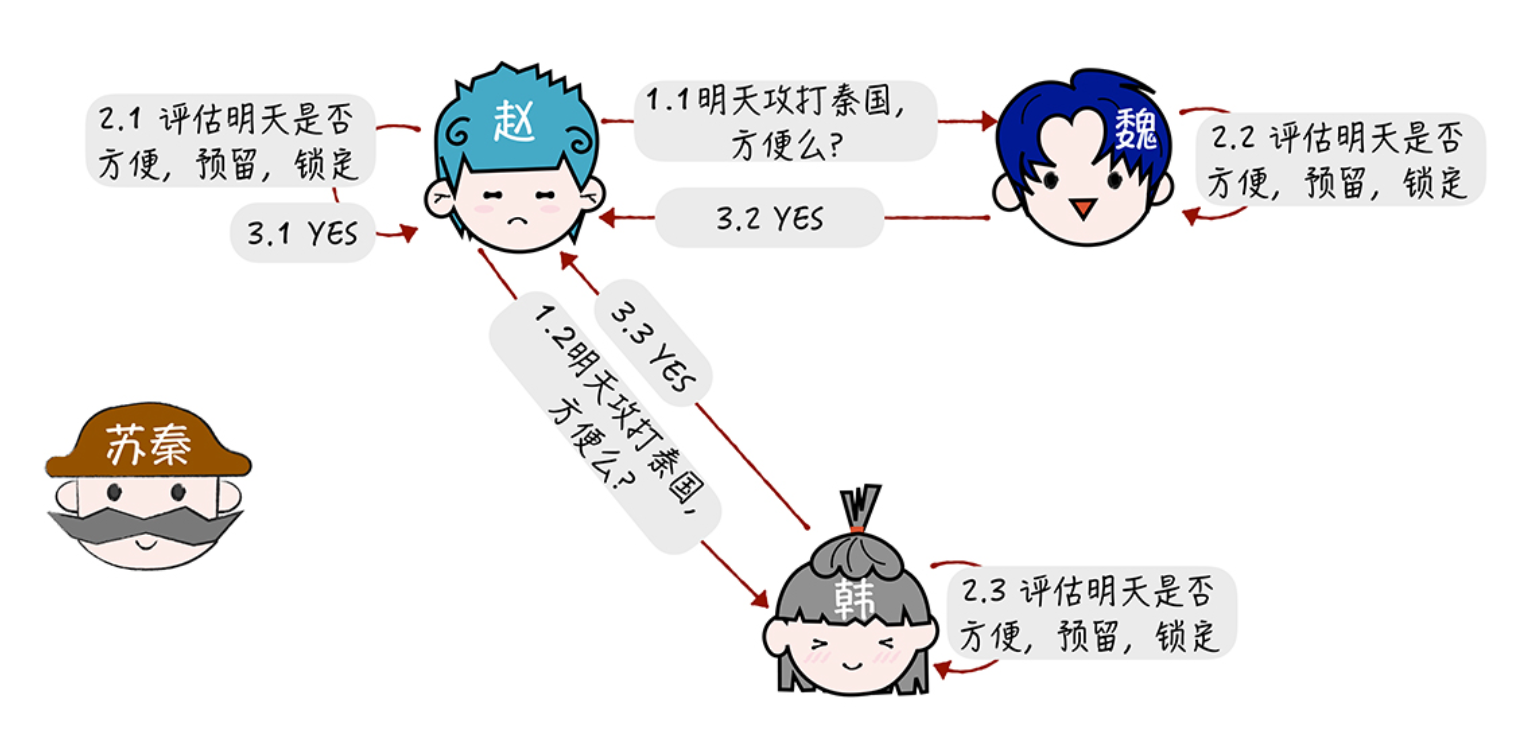 赵
1.1明天攻打秦国,
方便么?
魏
2.1 评估明天是否
方便, 预留, 锁定
2.2 评估明天是否
方便, 预留, 锁定
3.1 YES
3.2 YES
1.2明天攻打秦国,
方便么?
3.3 YES
苏秦
韩
2.3 评估明天是否
方便, 预留, 锁定